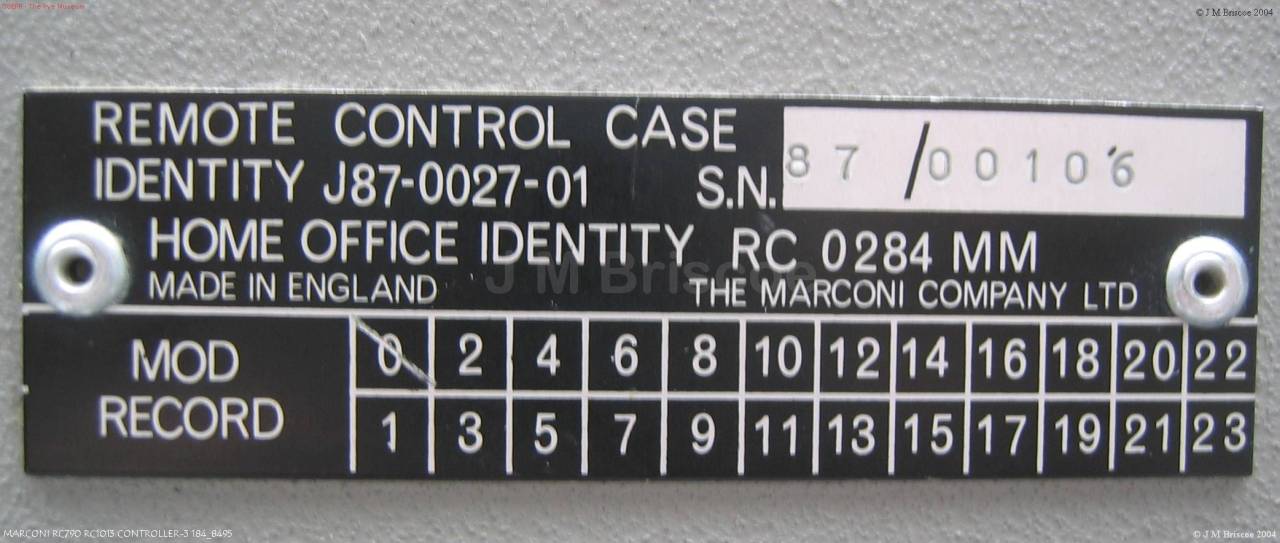 © J M Briscoe 2004
REMOTE CONTROL CASE
IDENTITY J87-0027-01 S.N. 87/00106
HOME OFFICE IDENTITY RC 0284 MM
J M Briscoe
MADE IN ENGLAND THE MARCONI COMPANY LTD
MOD RECORD
0 2 4 6 8 10 12 14 16 18 20 22
1 3 5 7 9 11 13 15 17 19 21 23
MARCONI RC790 RC1013 CONTROLLER-3 184_8495
© J M Briscoe 2004